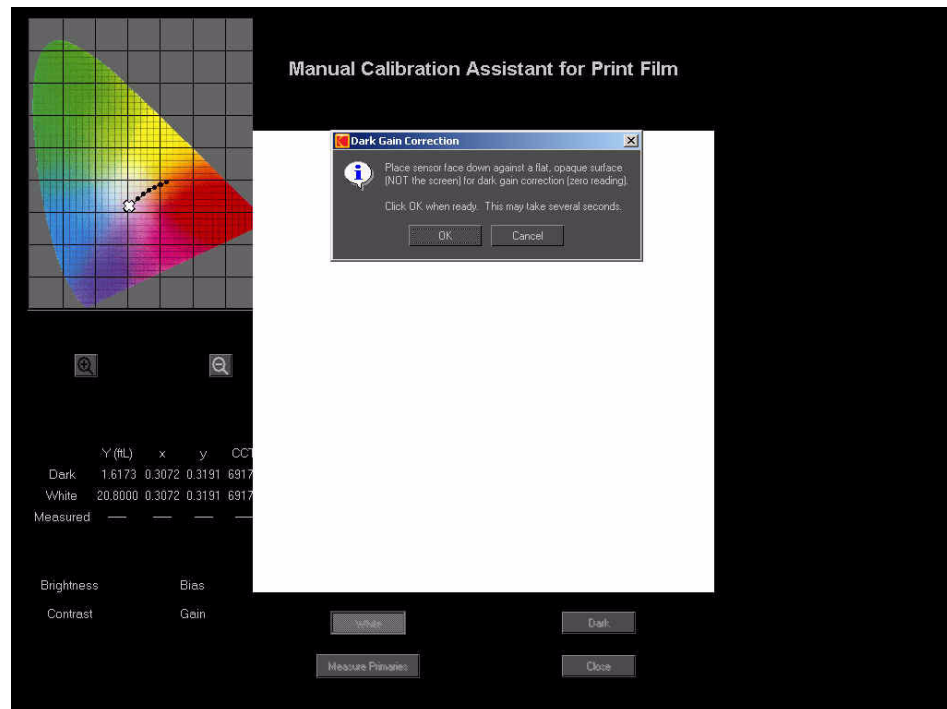 Manual Calibration Assistant for Print Film
Dark Gain Correction
Place sensor face down against a flat, opaque surface
(NOT the screen) for dark gain correction (zero reading).
Click OK when ready. This may take several seconds.
OK Cancel
Y (ftL) x y CCT
Dark 1.6173 0.3072 0.3191 6917
White 20.8000 0.3072 0.3191 6917
Measured — — — —
Brightness Bias
Contrast Gain
White Dark
Measure Primaries Close